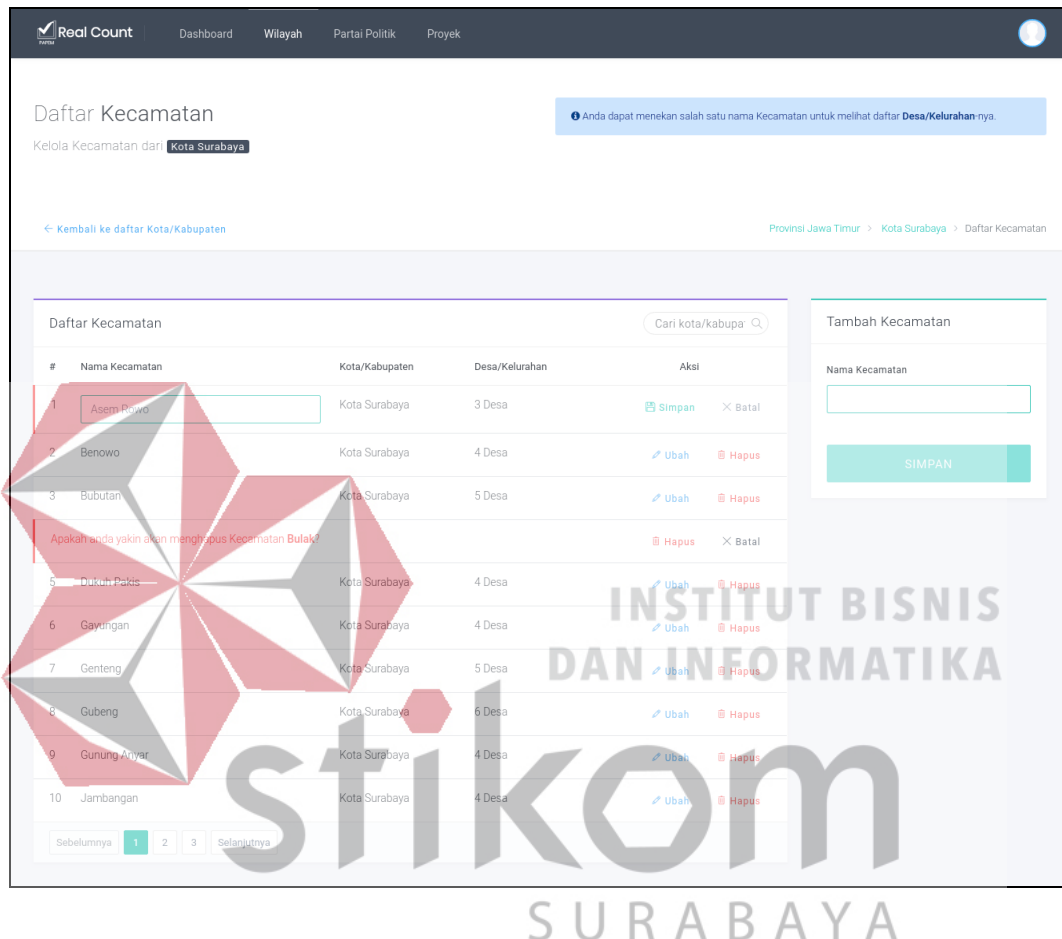 Real Count Dashboard Wilayah Partai Politik Proyek
Daftar Kecamatan
Anda dapat menekan salah satu nama Kecamatan untuk melihat daftar Desa/Kelurahan-nya.
Kelola Kecamatan dari Kota Surabaya
← Kembali ke daftar Kota/Kabupaten
Provinsi Jawa Timur > Kota Surabaya > Daftar Kecamatan
Daftar Kecamatan
Cari kota/kabupa
# Nama Kecamatan Kota/Kabupaten Desa/Kelurahan Aksi
1 Asem Rowo Kota Surabaya 3 Desa Simpan Batal
2 Benowo Kota Surabaya 4 Desa Ubah Hapus
3 Bubutan Kota Surabaya 5 Desa Ubah Hapus
Apakah anda yakin akan menghapus Kecamatan Bulak? Hapus Batal
5 Dukuh Pakis Kota Surabaya 4 Desa Ubah Hapus
6 Gayungan Kota Surabaya 4 Desa Ubah Hapus
7 Genteng Kota Surabaya 5 Desa Ubah Hapus
8 Gubeng Kota Surabaya 6 Desa Ubah Hapus
9 Gunung Anyar Kota Surabaya 4 Desa Ubah Hapus
10 Jambangan Kota Surabaya 4 Desa Ubah Hapus
Sebelumnya 1 2 3 Selanjutnya
Tambah Kecamatan
Nama Kecamatan
SIMPAN
INSTITUT BISNIS
DAN INFORMATIKA
stikom
SURABAYA